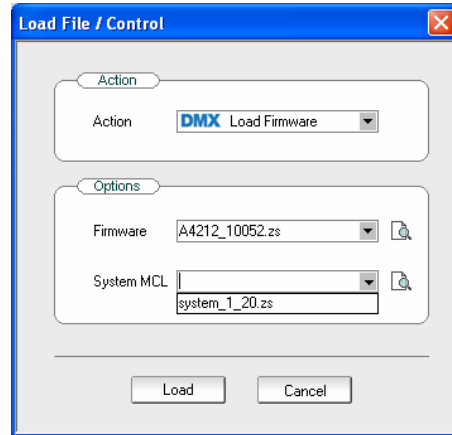 Load File / Control
Action
Action DMX Load Firmware
Options
Firmware A4212_10052.zs
System MCL
system_1_20.zs
Load Cancel